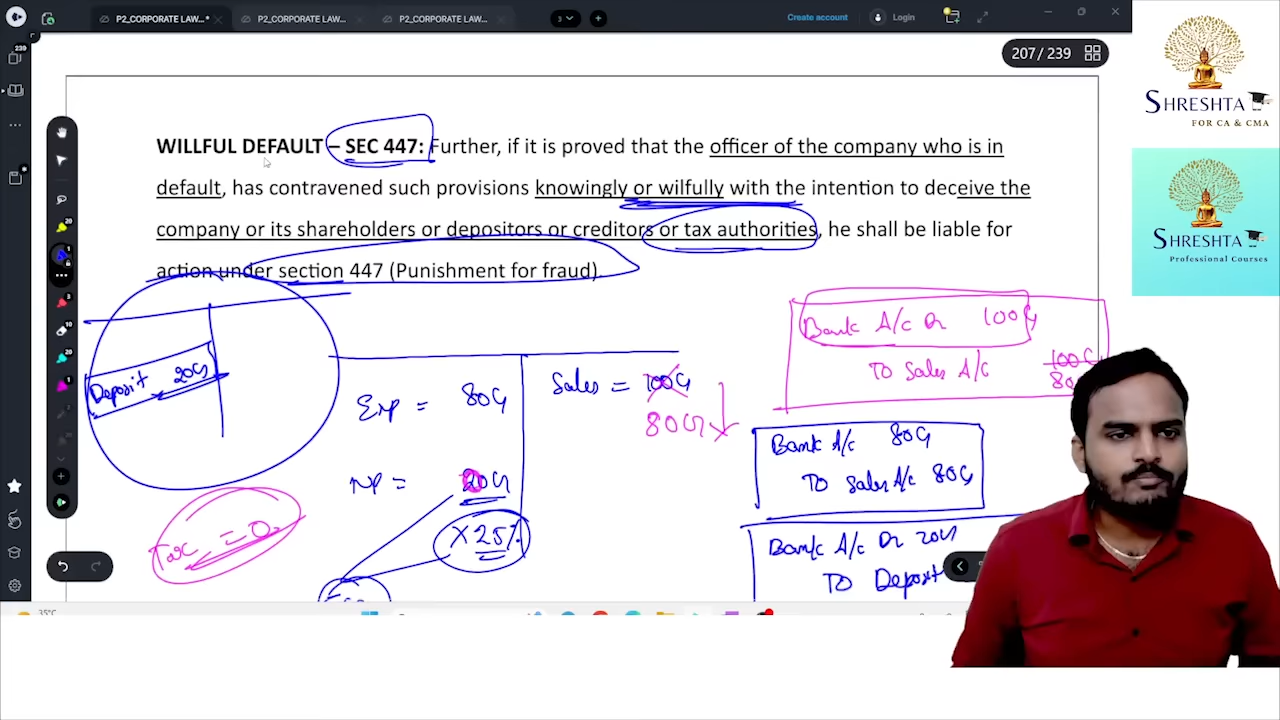 P2_CORPORATE LAW...*
P2_CORPORATE LAW...
P2_CORPORATE LAW...
3
Create account
Login
239
207 / 239
SHRESHTA
FOR CA & CMA
SHRESHTA
Professional Courses
WILLFUL DEFAULT – SEC 447: Further, if it is proved that the officer of the company who is in
default, has contravened such provisions knowingly or wilfully with the intention to deceive the
company or its shareholders or depositors or creditors or tax authorities, he shall be liable for
action under section 447 (Punishment for fraud).
Deposit 20Cr
Exp = 80Cr
NP = 20Cr
X 25%
Tax = 0
Sales = 100Cr
80Cr
Bank A/c Dr 100Cr
To Sales A/c 100Cr
80
Bank A/c 80Cr
To Sales A/c 80Cr
Bank A/c Dr 20Cr
To Deposit
35°C